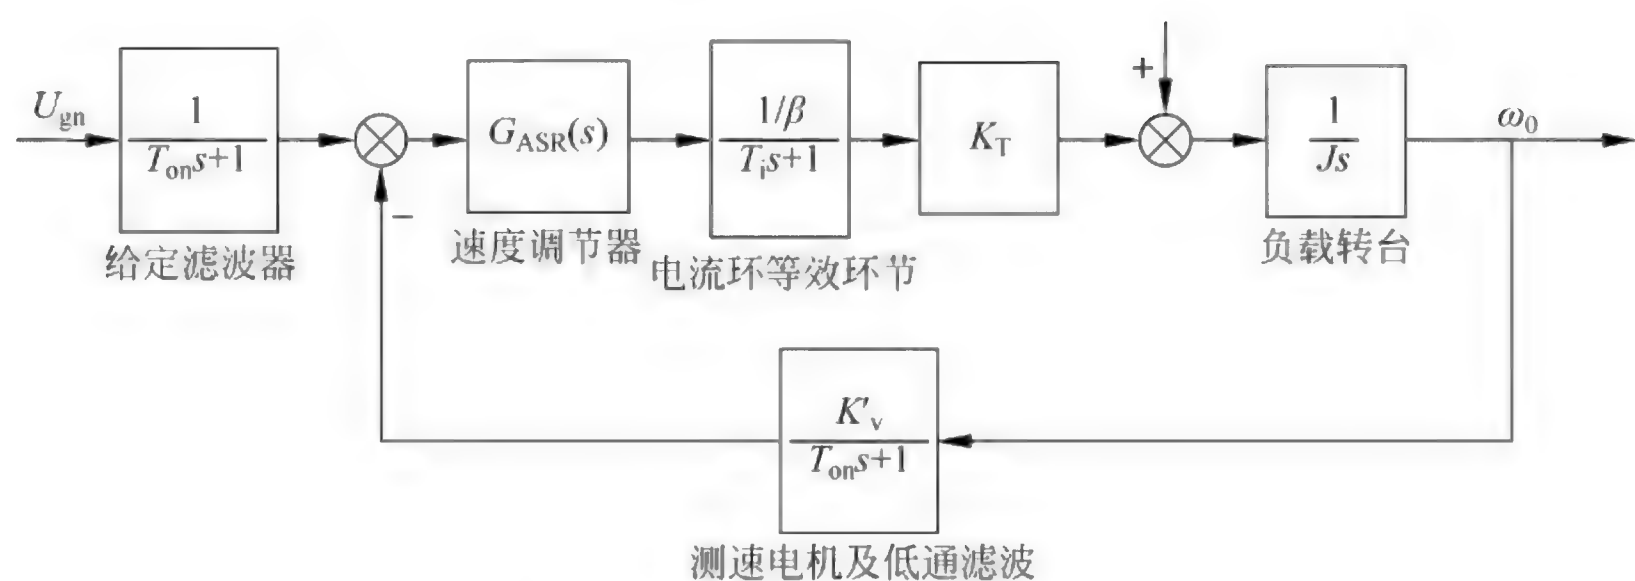 U_gn
1
T_on s+1
给定滤波器
−
G_ASR(s)
速度调节器
1/β
T_i s+1
电流环等效环节
K_T
+
1
Js
负载转台
ω_0
K'_v
T_on s+1
测速电机及低通滤波